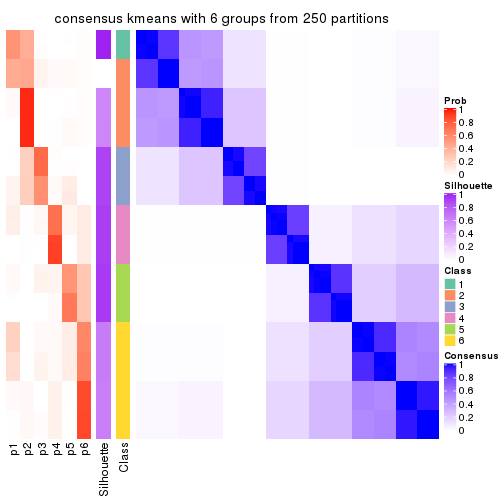 consensus kmeans with 6 groups from 250 partitions
Prob
1
0.8
0.6
0.4
0.2
0
Silhouette
1
0.8
0.6
0.4
0.2
0
Class
1
2
3
4
5
6
Consensus
1
0.8
0.6
0.4
0.2
0
p1
p2
p3
p4
p5
p6
Silhouette
Class